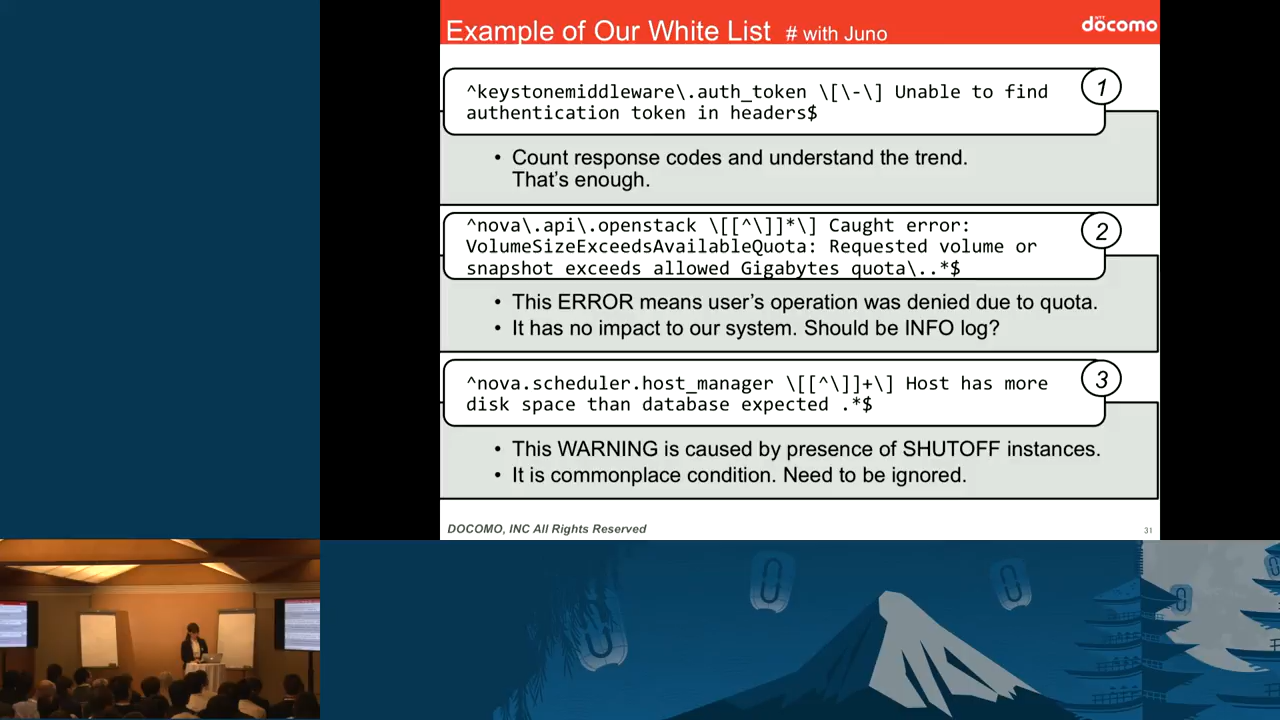 Example of Our White List # with Juno
NTT
döcomo
^keystonemiddleware\.auth_token \[\-\] Unable to find
authentication token in headers$
1
• Count response codes and understand the trend.
That's enough.
^nova\.api\.openstack \[[^\]]*\] Caught error:
VolumeSizeExceedsAvailableQuota: Requested volume or
snapshot exceeds allowed Gigabytes quota\..*$
2
• This ERROR means user's operation was denied due to quota.
• It has no impact to our system. Should be INFO log?
^nova.scheduler.host_manager \[[^\]]+\] Host has more
disk space than database expected .*$
3
• This WARNING is caused by presence of SHUTOFF instances.
• It is commonplace condition. Need to be ignored.
DOCOMO, INC All Rights Reserved
31